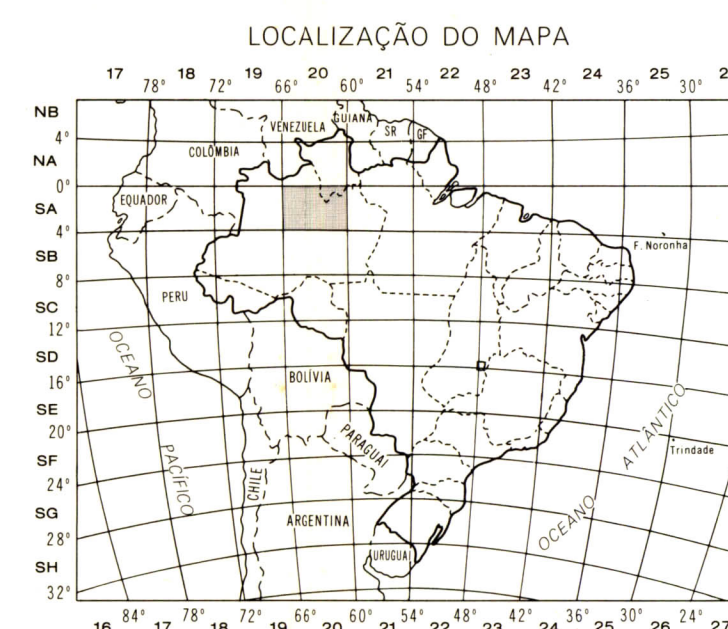 LOCALIZAÇÃO DO MAPA
17 18 19 20 21 22 23 24 25
78° 72° 66° 60° 54° 48° 42° 36° 30°
NB
GUIANA
VENEZUELA SR GF
4°
COLÔMBIA
NA
0°
EQUADOR
SA
4°
F. Noronha
SB
8°
PERU
SC
12°
OCEANO
SD
BOLÍVIA
16°
SE
ATLÂNTICO
20°
PARAGUAI
Trindade
SF
PACÍFICO
CHILE
24°
SG
ARGENTINA
OCEANO
28°
URUGUA
SH
32°
84° 78° 72° 66° 60° 54° 48° 42° 36° 30° 24°
16 17 18 19 20 21 22 23 24 25 26 27